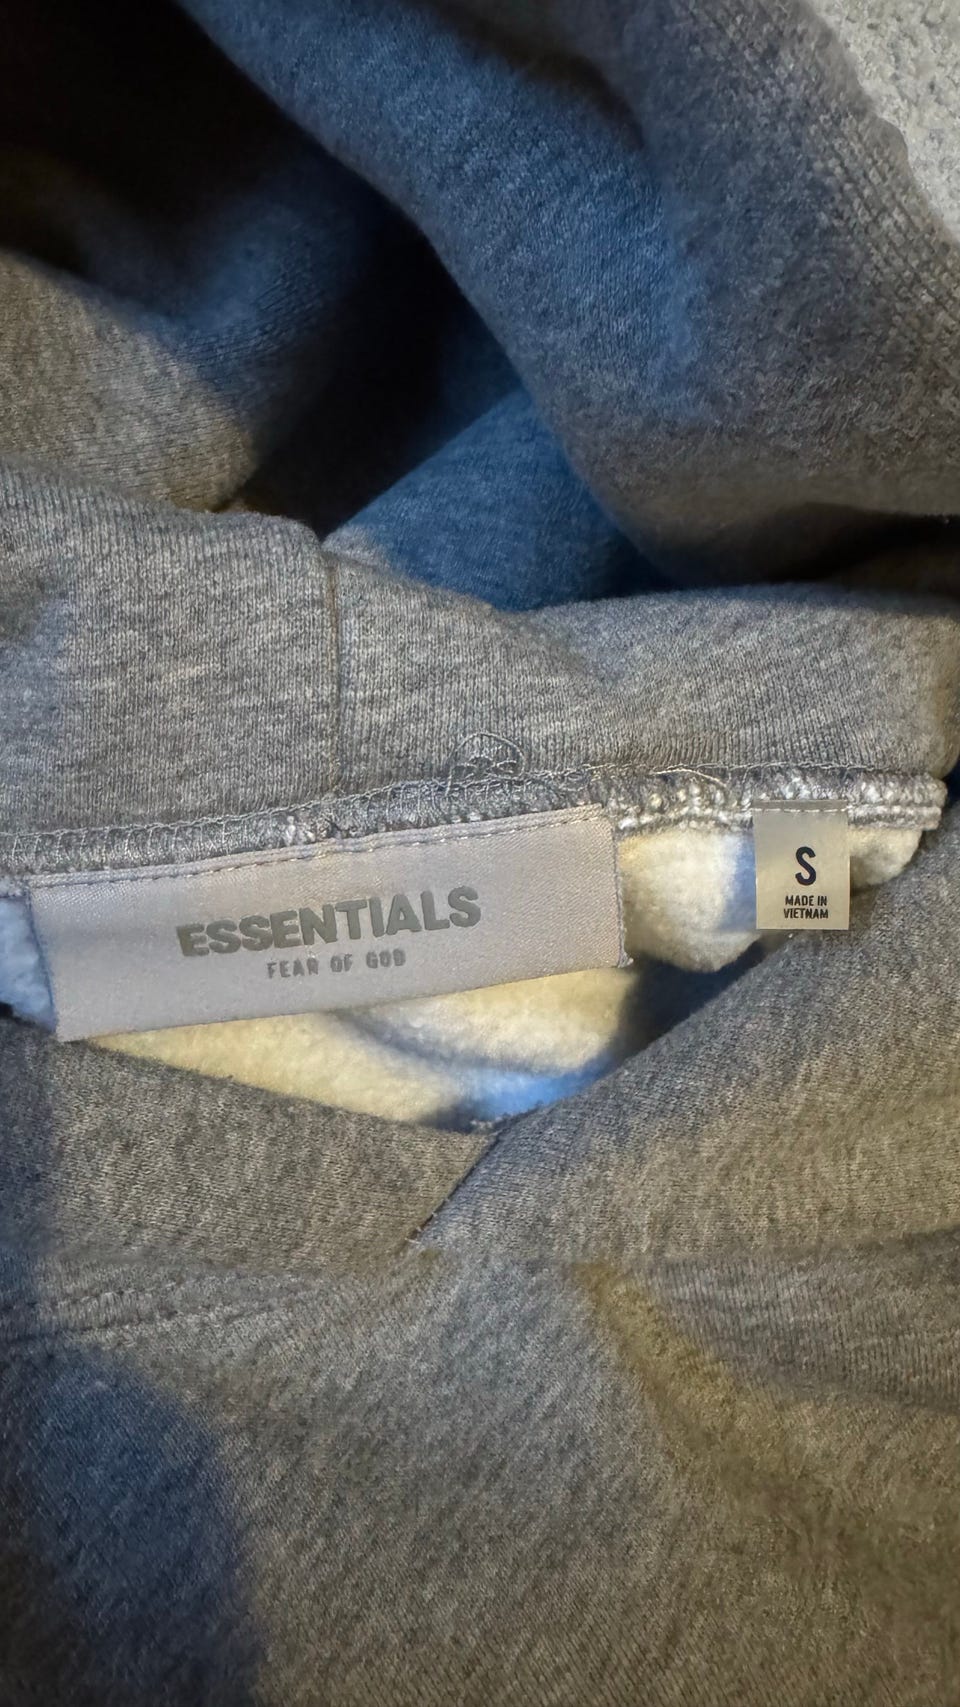 ESSENTIALS
FEAR OF GOD
S
MADE IN
VIETNAM